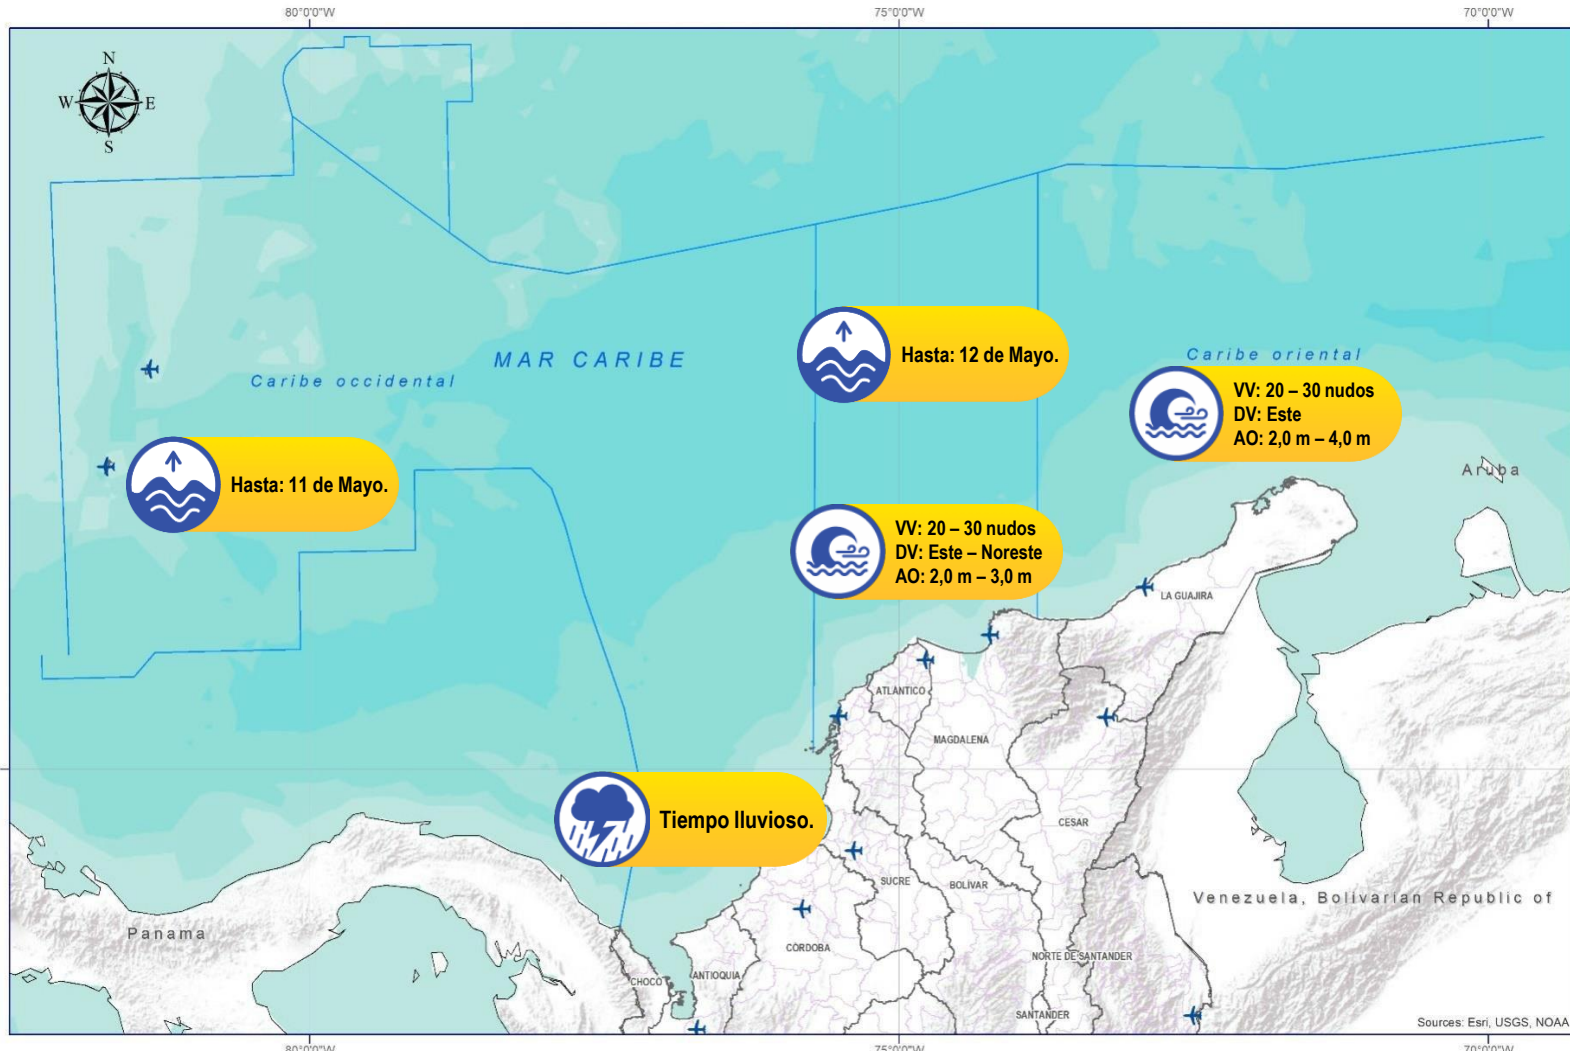 80°0'0"W
75°0'0"W
70°0'0"W
N
W
E
S
MAR CARIBE
Caribe occidental
Caribe oriental
Hasta: 12 de Mayo.
VV: 20 – 30 nudos
DV: Este
AO: 2,0 m – 4,0 m
Hasta: 11 de Mayo.
Aruba
VV: 20 – 30 nudos
DV: Este – Noreste
AO: 2,0 m – 3,0 m
LA GUAJIRA
ATLÁNTICO
MAGDALENA
Tiempo lluvioso.
CESAR
SUCRE
BOLÍVAR
Venezuela, Bolivarian Republic of
Panama
CÓRDOBA
NORTE DE SANTANDER
ANTIOQUIA
CHOCO
SANTANDER
Sources: Esri, USGS, NOAA
80°0'0"W
75°0'0"W
70°0'0"W